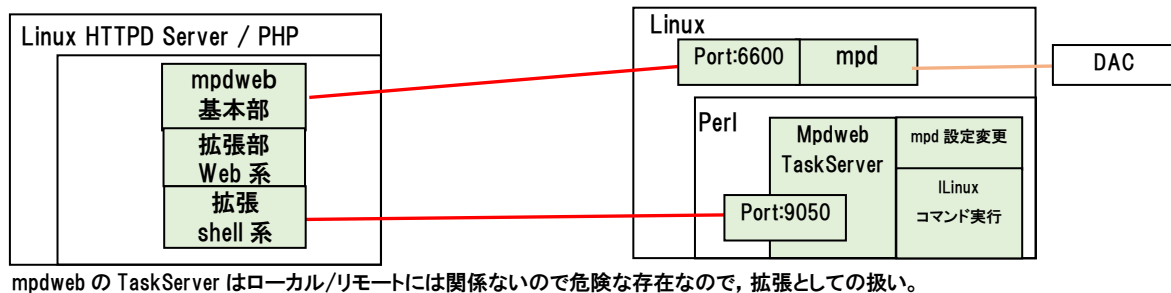 Linux HTTPD Server / PHP
mpdweb
基本部
拡張部
Web 系
拡張
shell 系
Linux
Port:6600
mpd
DAC
Perl
Mpdweb
TaskServer
mpd 設定変更
lLinux
コマンド実行
Port:9050
mpdweb の TaskServer はローカル/リモートには関係ないので危険な存在なので, 拡張としての扱い。